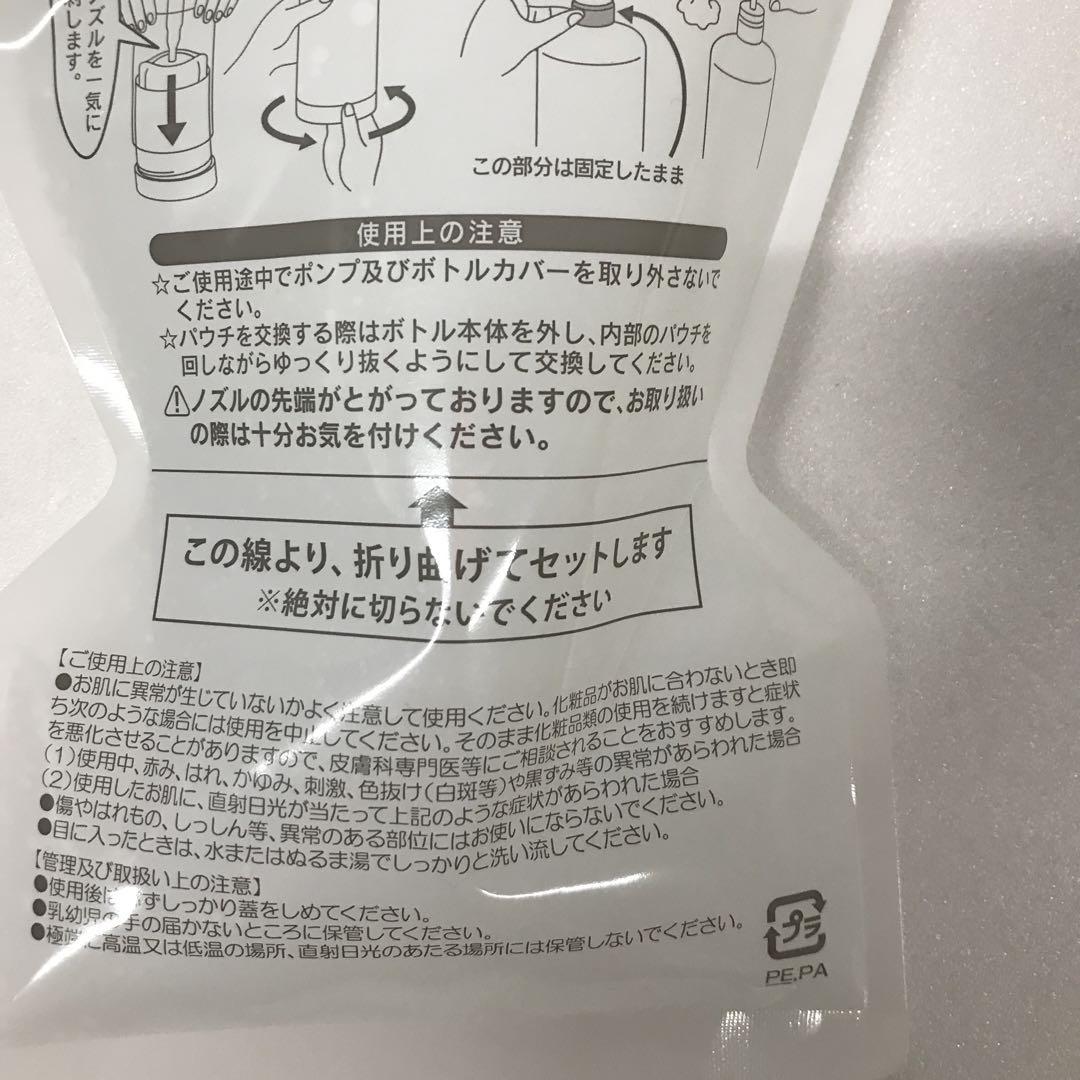 ノズルを一気に
します。
この部分は固定したまま
使用上の注意
☆ご使用途中でポンプ及びボトルカバーを取り外さないで
ください。
☆パウチを交換する際はボトル本体を外し、内部のパウチを
回しながらゆっくり抜くようにして交換してください。
⚠ノズルの先端がとがっておりますので、お取り扱い
の際は十分お気を付けください。
この線より、折り曲げてセットします
※絶対に切らないでください
【ご使用上の注意】
●お肌に異常が生じていないかよく注意して使用ください。化粧品がお肌に合わないとき即
ち次のような場合には使用を中止してください。そのまま化粧品類の使用を続けますと症状
を悪化させることがありますので、皮膚科専門医等にご相談されることをおすすめします。
(1)使用中、赤み、はれ、かゆみ、刺激、色抜け(白斑等)や黒ずみ等の異常があらわれた場合
(2)使用したお肌に、直射日光が当たって上記のような症状があらわれた場合
●傷やはれもの、しっしん等、異常のある部位にはお使いにならないでください。
●目に入ったときは、水またはぬるま湯でしっかりと洗い流してください。
【管理及び取扱い上の注意】
●使用後は ずしっかり蓋をしめてください。
●乳幼児の手の届かないところに保管してください。
●極端に高温又は低温の場所、直射日光のあたる場所には保管しないでください。
プラ
PE,PA